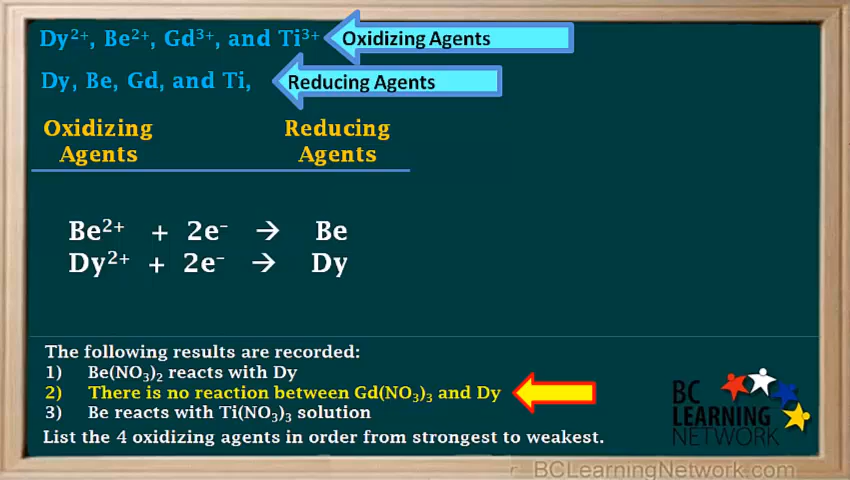 Dy²⁺, Be²⁺, Gd³⁺, and Ti³⁺ Oxidizing Agents
Dy, Be, Gd, and Ti, Reducing Agents
Oxidizing Agents Reducing Agents
Be²⁺ + 2e⁻ → Be
Dy²⁺ + 2e⁻ → Dy
The following results are recorded:
1) Be(NO₃)₂ reacts with Dy
2) There is no reaction between Gd(NO₃)₃ and Dy
3) Be reacts with Ti(NO₃)₃ solution
List the 4 oxidizing agents in order from strongest to weakest.
BC
LEARNING
NETWORK
BCLearningNetwork.com